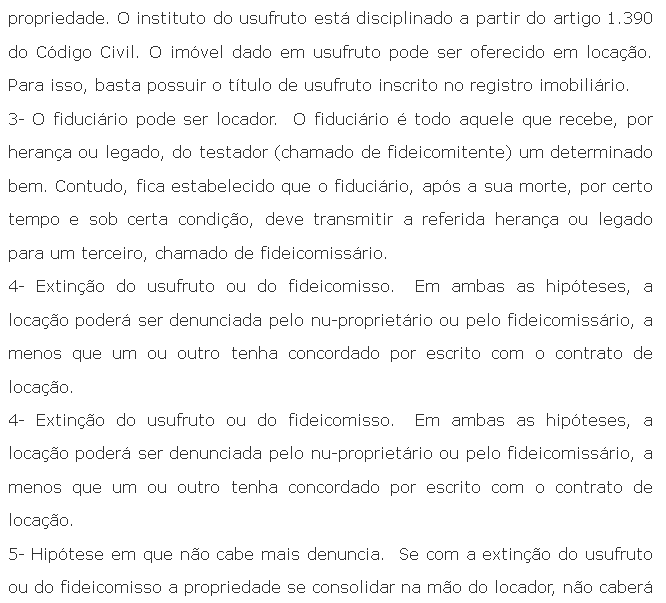 propriedade. O instituto do usufruto está disciplinado a partir do artigo 1.390
do Código Civil. O imóvel dado em usufruto pode ser oferecido em locação.
Para isso, basta possuir o título de usufruto inscrito no registro imobiliário.
3- O fiduciário pode ser locador.  O fiduciário é todo aquele que recebe, por
herança ou legado, do testador (chamado de fideicomitente) um determinado
bem. Contudo, fica estabelecido que o fiduciário, após a sua morte, por certo
tempo e sob certa condição, deve transmitir a referida herança ou legado
para um terceiro, chamado de fideicomissário.
4- Extinção do usufruto ou do fideicomisso.  Em ambas as hipóteses, a
locação poderá ser denunciada pelo nu-proprietário ou pelo fideicomissário, a
menos que um ou outro tenha concordado por escrito com o contrato de
locação.
4- Extinção do usufruto ou do fideicomisso.  Em ambas as hipóteses, a
locação poderá ser denunciada pelo nu-proprietário ou pelo fideicomissário, a
menos que um ou outro tenha concordado por escrito com o contrato de
locação.
5- Hipótese em que não cabe mais denuncia.  Se com a extinção do usufruto
ou do fideicomisso a propriedade se consolidar na mão do locador, não caberá